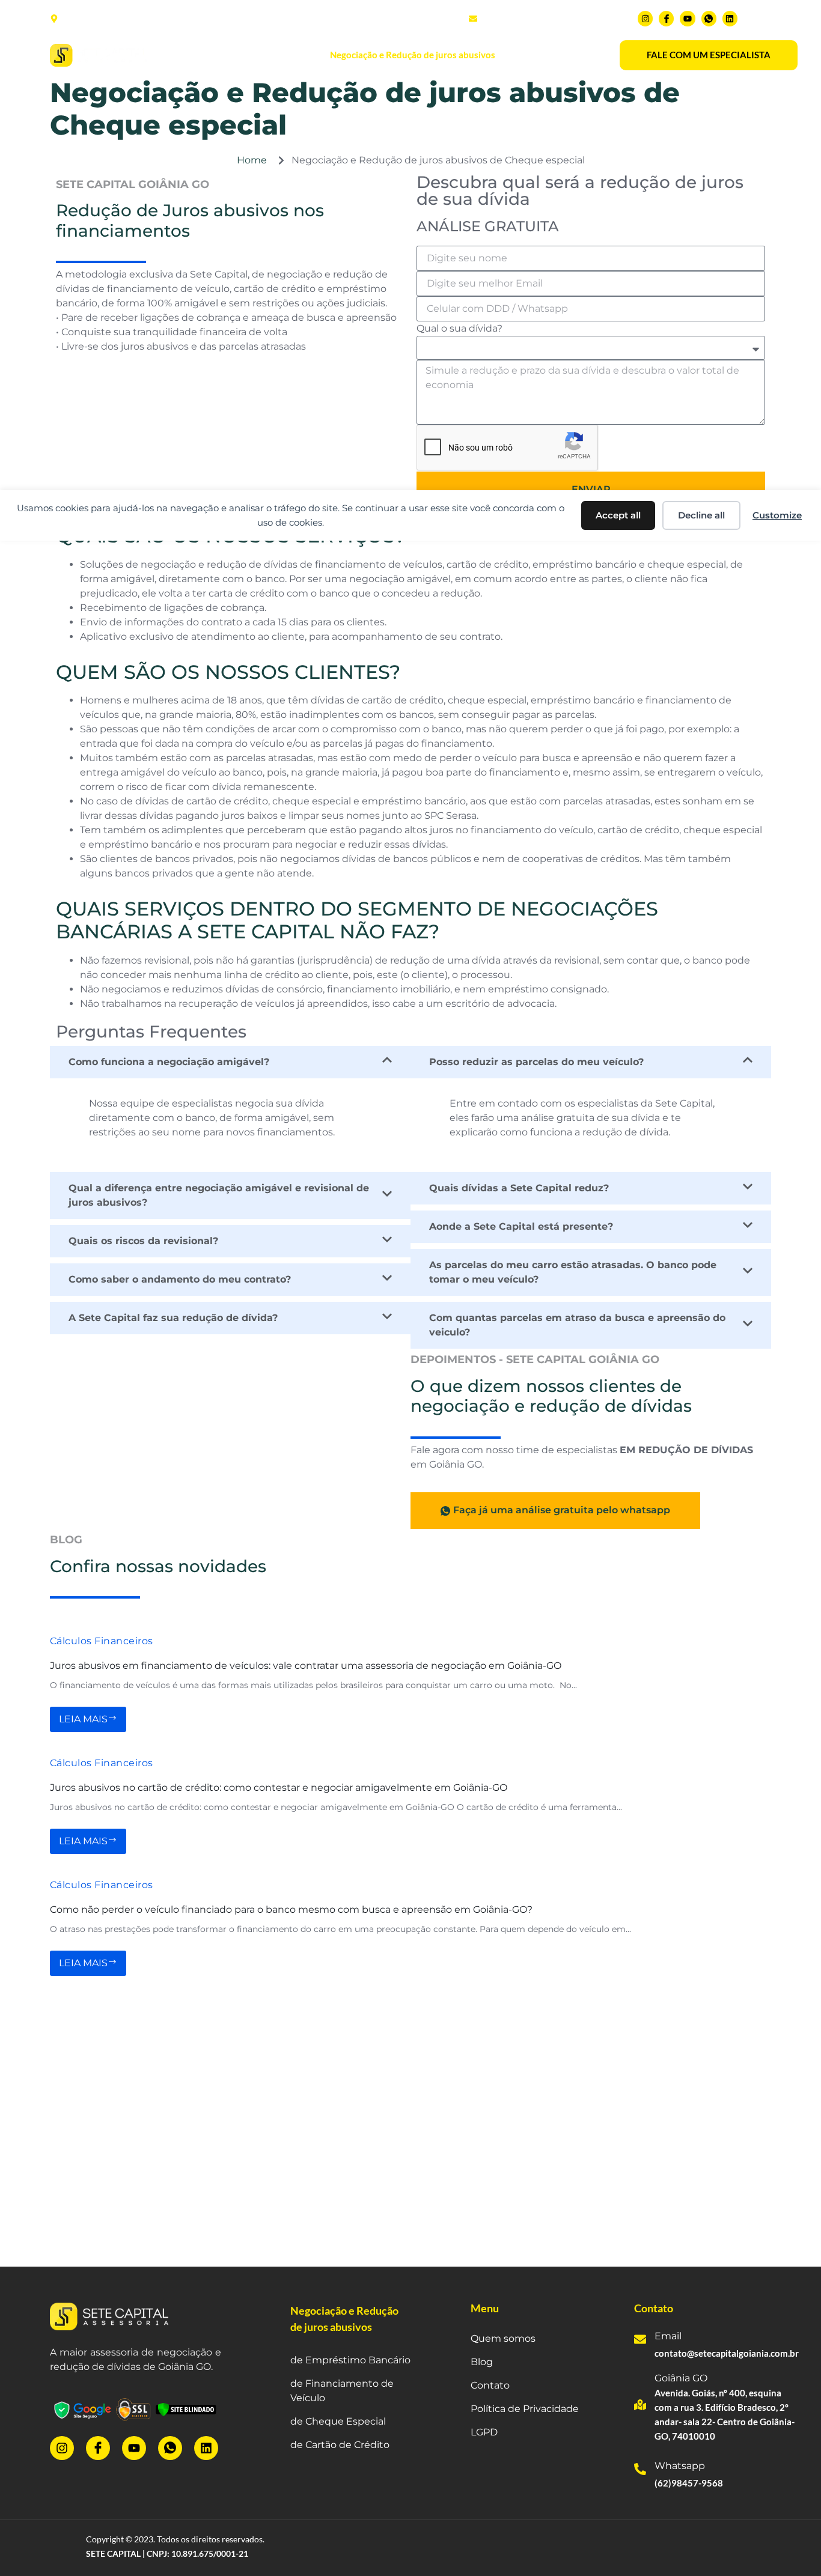 Negociação e Redução de juros abusivos
FALE COM UM ESPECIALISTA
Negociação e Redução de juros abusivos de
Cheque especial
Home
Negociação e Redução de juros abusivos de Cheque especial
SETE CAPITAL GOIÂNIA GO
Redução de Juros abusivos nos
financiamentos
A metodologia exclusiva da Sete Capital, de negociação e redução de
dívidas de financiamento de veículo, cartão de crédito e empréstimo
bancário, de forma 100% amigável e sem restrições ou ações judiciais.
• Pare de receber ligações de cobrança e ameaça de busca e apreensão
• Conquiste sua tranquilidade financeira de volta
• Livre-se dos juros abusivos e das parcelas atrasadas
Descubra qual será a redução de juros
de sua dívida
ANÁLISE GRATUITA
Digite seu nome
Digite seu melhor Email
Celular com DDD / Whatsapp
Qual o sua dívida?
Simule a redução e prazo da sua dívida e descubra o valor total de
economia
Não sou um robô
reCAPTCHA
ENVIAR
Usamos cookies para ajudá-los na navegação e analisar o tráfego do site. Se continuar a usar esse site você concorda com o
uso de cookies.
Accept all
Decline all
Customize
QUAIS SÃO OS NOSSOS SERVIÇOS?
• Soluções de negociação e redução de dívidas de financiamento de veículos, cartão de crédito, empréstimo bancário e cheque especial, de
forma amigável, diretamente com o banco. Por ser uma negociação amigável, em comum acordo entre as partes, o cliente não fica
prejudicado, ele volta a ter carta de crédito com o banco que o concedeu a redução.
• Recebimento de ligações de cobrança.
• Envio de informações do contrato a cada 15 dias para os clientes.
• Aplicativo exclusivo de atendimento ao cliente, para acompanhamento de seu contrato.
QUEM SÃO OS NOSSOS CLIENTES?
• Homens e mulheres acima de 18 anos, que têm dívidas de cartão de crédito, cheque especial, empréstimo bancário e financiamento de
veículos que, na grande maioria, 80%, estão inadimplentes com os bancos, sem conseguir pagar as parcelas.
• São pessoas que não têm condições de arcar com o compromisso com o banco, mas não querem perder o que já foi pago, por exemplo: a
entrada que foi dada na compra do veículo e/ou as parcelas já pagas do financiamento.
• Muitos também estão com as parcelas atrasadas, mas estão com medo de perder o veículo para busca e apreensão e não querem fazer a
entrega amigável do veículo ao banco, pois, na grande maioria, já pagou boa parte do financiamento e, mesmo assim, se entregarem o veículo,
correm o risco de ficar com dívida remanescente.
• No caso de dívidas de cartão de crédito, cheque especial e empréstimo bancário, aos que estão com parcelas atrasadas, estes sonham em se
livrar dessas dívidas pagando juros baixos e limpar seus nomes junto ao SPC Serasa.
• Tem também os adimplentes que perceberam que estão pagando altos juros no financiamento do veículo, cartão de crédito, cheque especial
e empréstimo bancário e nos procuram para negociar e reduzir essas dívidas.
• São clientes de bancos privados, pois não negociamos dívidas de bancos públicos e nem de cooperativas de créditos. Mas têm também
alguns bancos privados que a gente não atende.
QUAIS SERVIÇOS DENTRO DO SEGMENTO DE NEGOCIAÇÕES
BANCÁRIAS A SETE CAPITAL NÃO FAZ?
• Não fazemos revisional, pois não há garantias (jurisprudência) de redução de uma dívida através da revisional, sem contar que, o banco pode
não conceder mais nenhuma linha de crédito ao cliente, pois, este (o cliente), o processou.
• Não negociamos e reduzimos dívidas de consórcio, financiamento imobiliário, e nem empréstimo consignado.
• Não trabalhamos na recuperação de veículos já apreendidos, isso cabe a um escritório de advocacia.
Perguntas Frequentes
Como funciona a negociação amigável?
Nossa equipe de especialistas negocia sua dívida
diretamente com o banco, de forma amigável, sem
restrições ao seu nome para novos financiamentos.
Qual a diferença entre negociação amigável e revisional de
juros abusivos?
Quais os riscos da revisional?
Como saber o andamento do meu contrato?
A Sete Capital faz sua redução de dívida?
Posso reduzir as parcelas do meu veículo?
Entre em contado com os especialistas da Sete Capital,
eles farão uma análise gratuita de sua dívida e te
explicarão como funciona a redução de dívida.
Quais dívidas a Sete Capital reduz?
Aonde a Sete Capital está presente?
As parcelas do meu carro estão atrasadas. O banco pode
tomar o meu veículo?
Com quantas parcelas em atraso da busca e apreensão do
veiculo?
DEPOIMENTOS - SETE CAPITAL GOIÂNIA GO
O que dizem nossos clientes de
negociação e redução de dívidas
Fale agora com nosso time de especialistas EM REDUÇÃO DE DÍVIDAS
em Goiânia GO.
Faça já uma análise gratuita pelo whatsapp
BLOG
Confira nossas novidades
Cálculos Financeiros
Juros abusivos em financiamento de veículos: vale contratar uma assessoria de negociação em Goiânia-GO
O financiamento de veículos é uma das formas mais utilizadas pelos brasileiros para conquistar um carro ou uma moto. No...
LEIA MAIS→
Cálculos Financeiros
Juros abusivos no cartão de crédito: como contestar e negociar amigavelmente em Goiânia-GO
Juros abusivos no cartão de crédito: como contestar e negociar amigavelmente em Goiânia-GO O cartão de crédito é uma ferramenta...
LEIA MAIS→
Cálculos Financeiros
Como não perder o veículo financiado para o banco mesmo com busca e apreensão em Goiânia-GO?
O atraso nas prestações pode transformar o financiamento do carro em uma preocupação constante. Para quem depende do veículo em...
LEIA MAIS→
SETE CAPITAL
ASSESSORIA
A maior assessoria de negociação e
redução de dívidas de Goiânia GO.
Google
Site Seguro
SSL
SITE BLINDADO
Negociação e Redução
de juros abusivos
de Empréstimo Bancário
de Financiamento de
Veículo
de Cheque Especial
de Cartão de Crédito
Menu
Quem somos
Blog
Contato
Política de Privacidade
LGPD
Contato
Email
contato@setecapitalgoiania.com.br
Goiânia GO
Avenida. Goiás, nº 400, esquina
com a rua 3. Edifício Bradesco, 2º
andar- sala 22- Centro de Goiânia-
GO, 74010010
Whatsapp
(62)98457-9568
Copyright © 2023. Todos os direitos reservados.
SETE CAPITAL | CNPJ: 10.891.675/0001-21